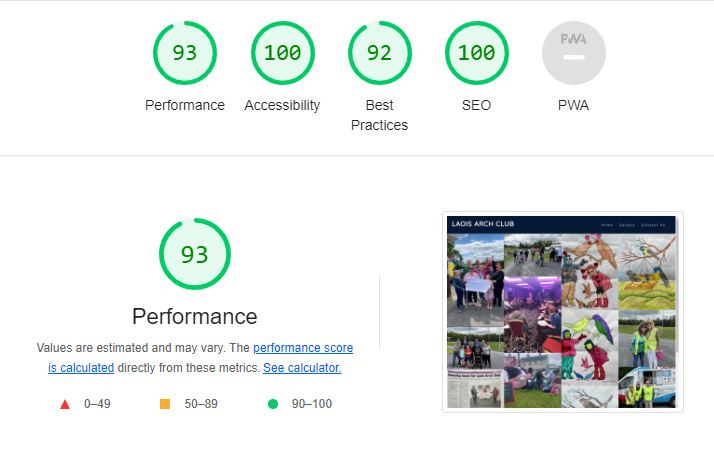 93
100
92
100
PWA
Performance
Accessibility
Best
Practices
SEO
PWA
93
Performance
Values are estimated and may vary. The performance score
is calculated directly from these metrics. See calculator.
0–49
50–89
90–100
LAOIS ARCH CLUB
Home Gallery Contact Us